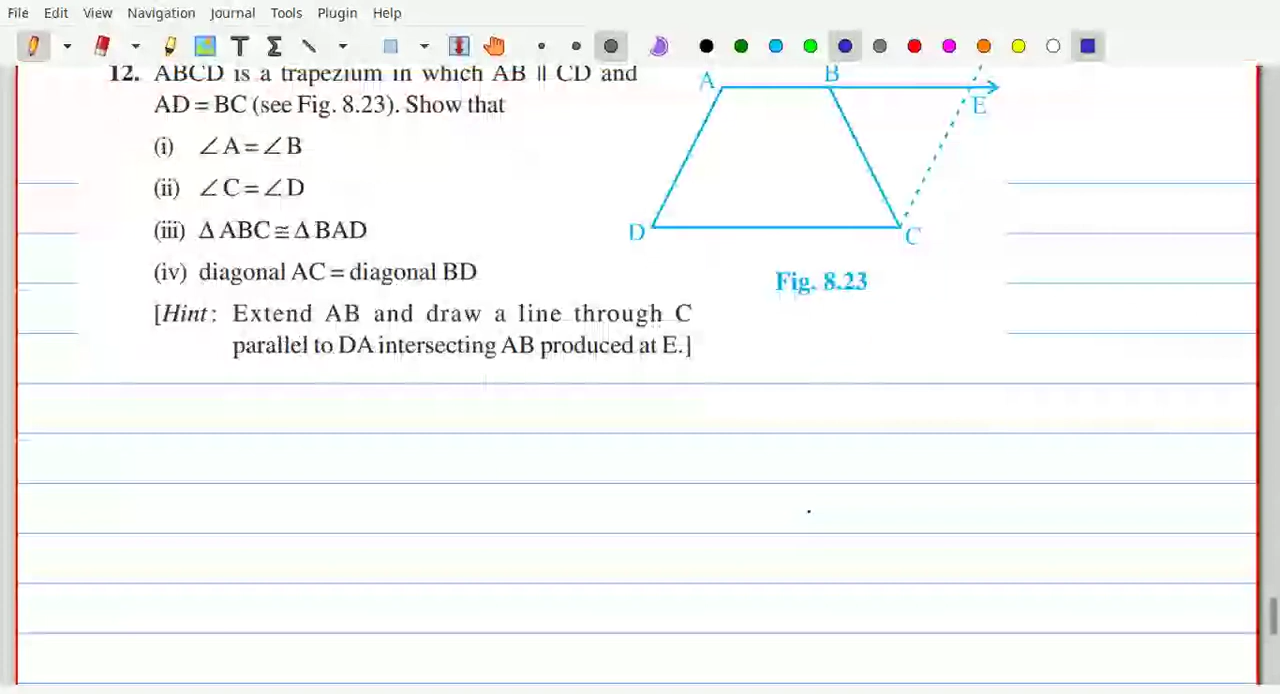 File Edit View Navigation Journal Tools Plugin Help
T Σ
12. ABCD is a trapezium in which AB || CD and
AD = BC (see Fig. 8.23). Show that
(i) ∠A = ∠B
(ii) ∠C = ∠D
(iii) Δ ABC ≅ Δ BAD
(iv) diagonal AC = diagonal BD
[Hint: Extend AB and draw a line through C
parallel to DA intersecting AB produced at E.]
A B
E
D C
Fig. 8.23